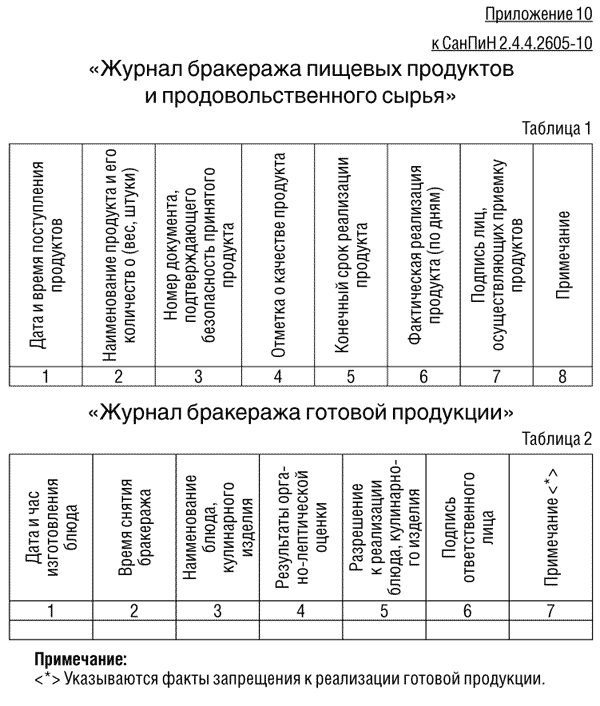 Приложение 10
к СанПиН 2.4.4.2605-10
«Журнал бракеража пищевых продуктов
и продовольственного сырья»
Таблица 1
Дата и время поступления
продуктов
Наименование продукта и его
количеств о (вес, штуки)
Номер документа,
подтверждающего
безопасность принятого
продукта
Отметка о качестве продукта
Конечный срок реализации
продукта
Фактическая реализация
продукта (по дням)
Подпись лиц,
осуществляющих приемку
продуктов
Примечание
1 2 3 4 5 6 7 8
«Журнал бракеража готовой продукции»
Таблица 2
Дата и час
изготовления
блюда
Время снятия
бракеража
Наименование
блюда,
кулинарного
изделия
Результаты орга-
но-лептической
оценки
Разрешение
к реализации
блюда, кулинарно-
го изделия
Подпись
ответственного
лица
Примечание <*>
1 2 3 4 5 6 7
Примечание:
<*> Указываются факты запрещения к реализации готовой продукции.